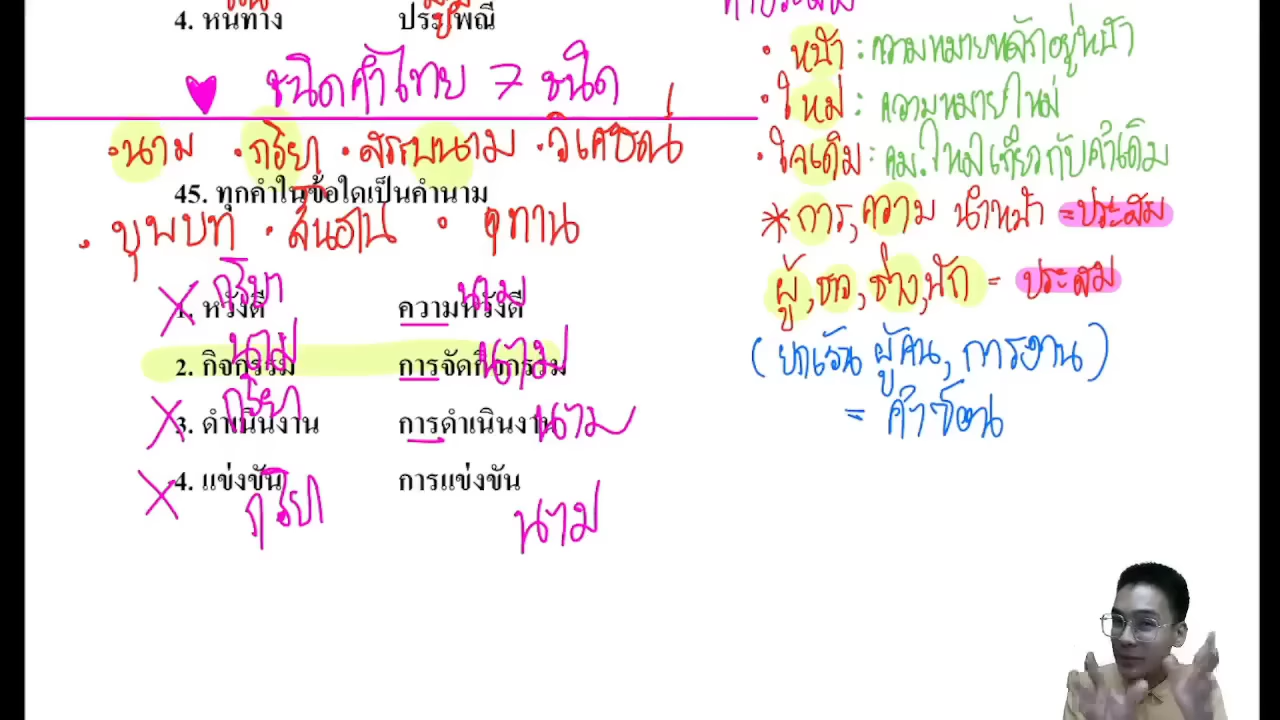 4. หนทาง ประเพณี
ชนิดคำไทย 7 ชนิด
• นาม • กริยา • สรรพนาม • วิเศษณ์
45. ทุกคำในข้อใดเป็นคำนาม
• บุพบท • สันธาน • อุทาน
กริยา นาม
1. หวังดี ความหวังดี
นาม นาม
2. กิจกรรม การจัดกิจกรรม
กริยา
3. ดำเนินงาน การดำเนินงาน นาม
4. แข่งขัน การแข่งขัน
กริยา นาม
คำประสม
• หน้า : ความหมายหลักอยู่หน้า
• ใหม่ : ความหมายใหม่
• ใจเดิม : คม. ใหม่เกี่ยวกับคำเดิม
* การ, ความ นำหน้า = ประสม
ผู้, ชาว, ช่าง, นัก = ประสม
(ยกเว้น ผู้คน, การงาน)
= คำซ้อน